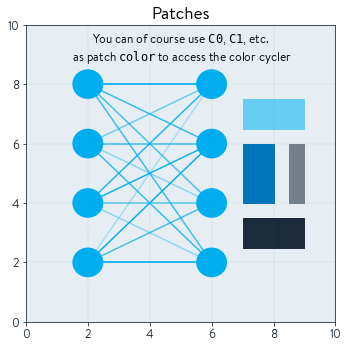 Patches
10
You can of course use C0, C1, etc.
as patch color to access the color cycler
8
6
4
2
0
0 2 4 6 8 10